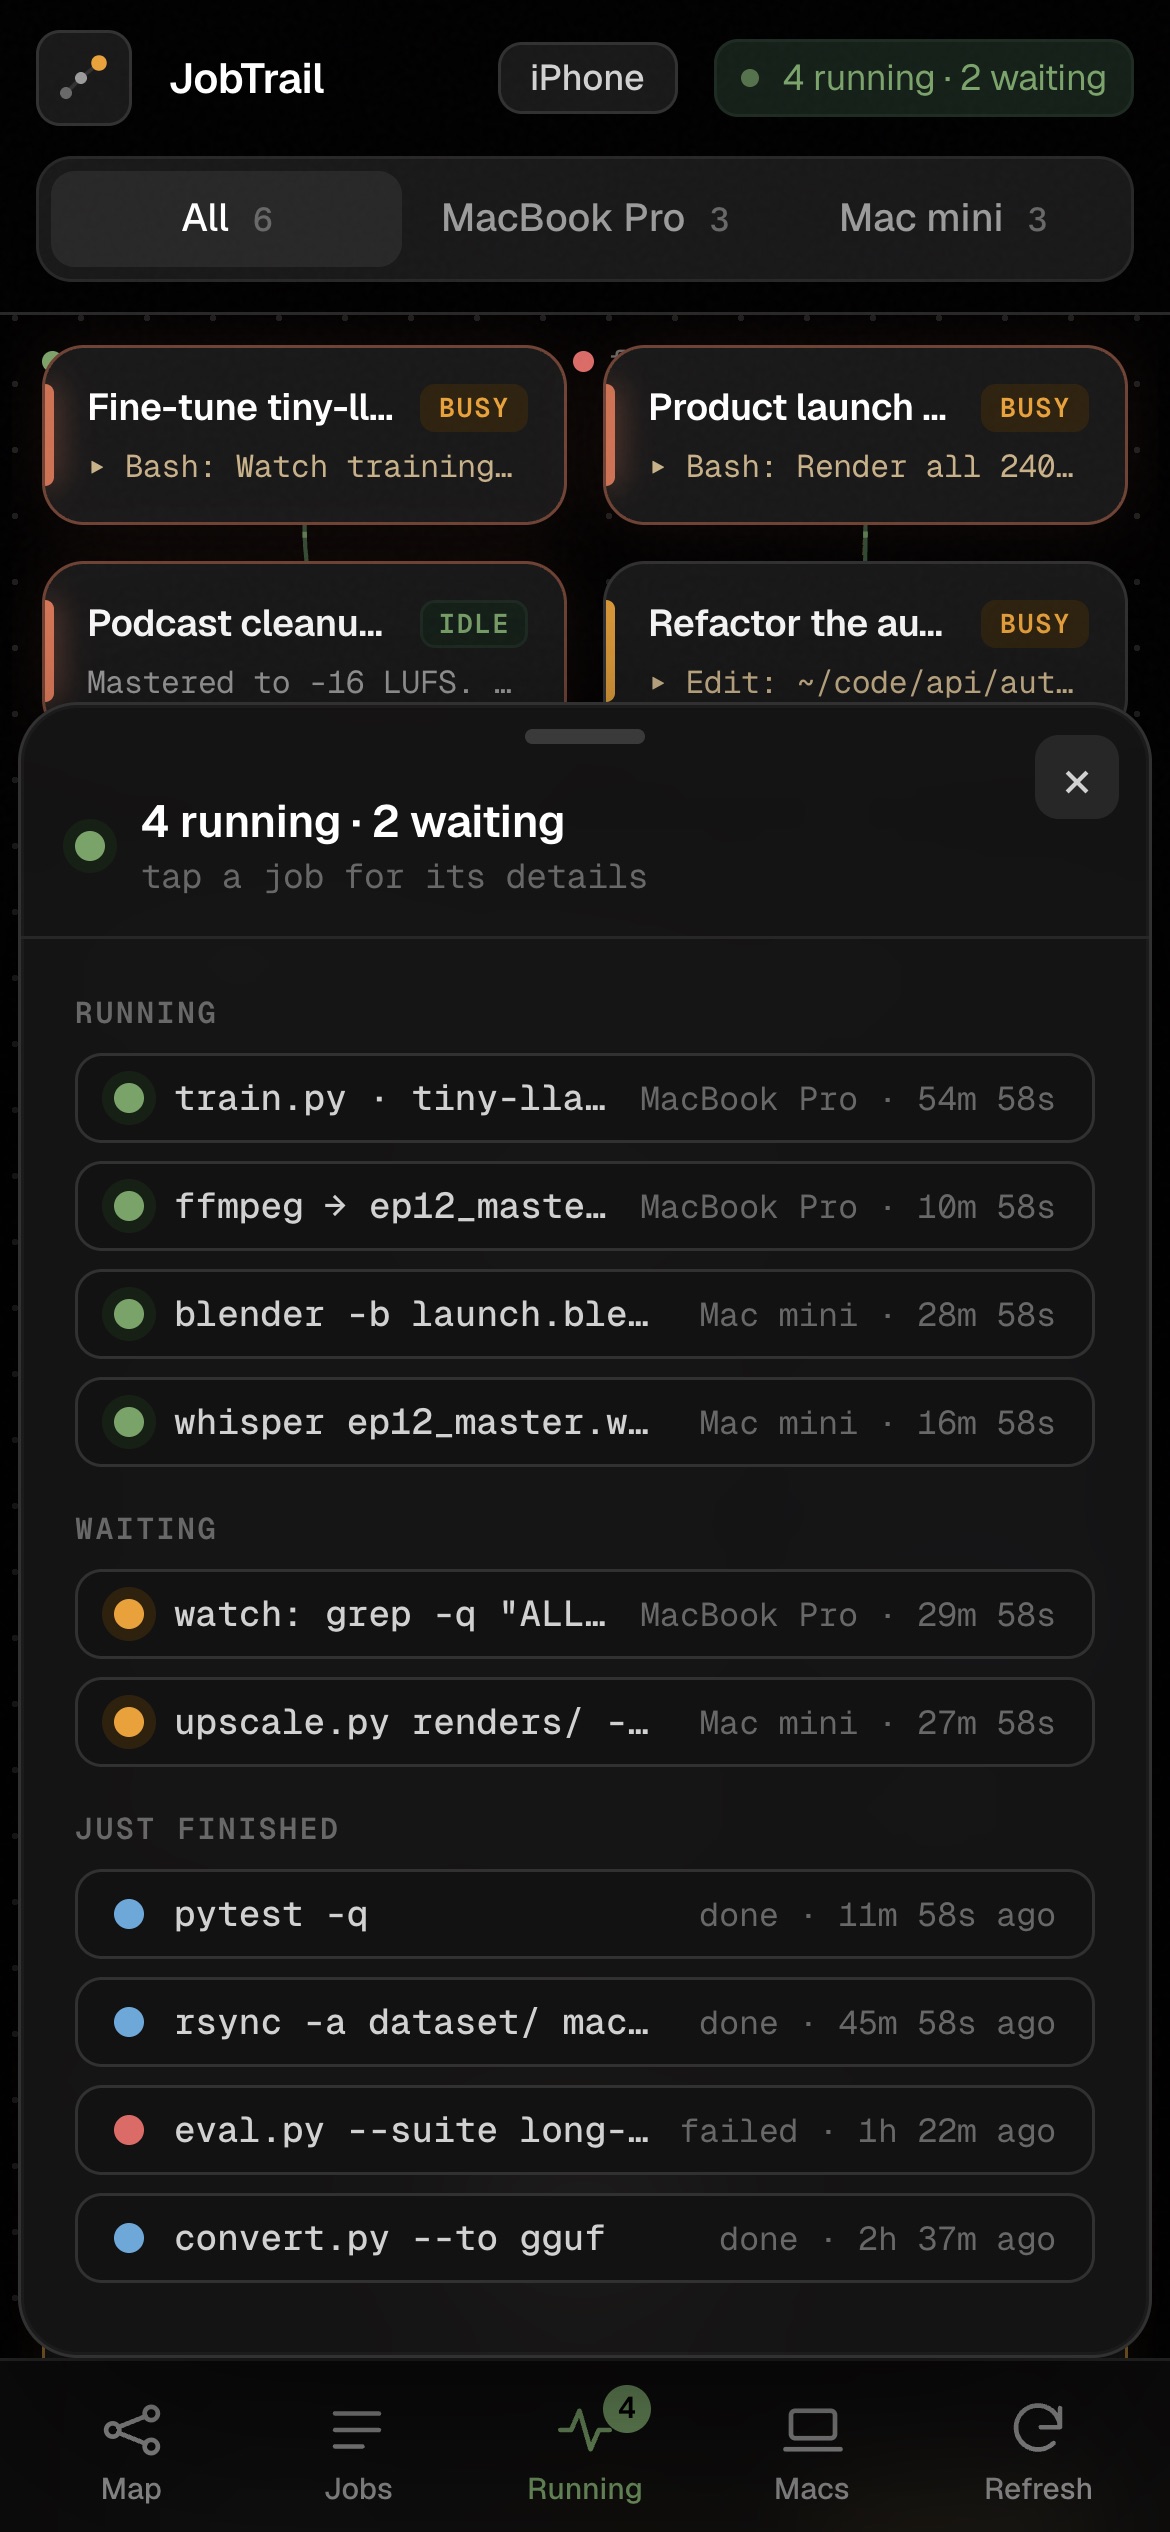 JobTrail
iPhone
4 running · 2 waiting
All 6
MacBook Pro 3
Mac mini 3
Fine-tune tiny-ll… BUSY
▸ Bash: Watch training…
Product launch … BUSY
▸ Bash: Render all 240…
Podcast cleanu… IDLE
Mastered to -16 LUFS. …
Refactor the au… BUSY
▸ Edit: ~/code/api/aut…
×
4 running · 2 waiting
tap a job for its details
RUNNING
train.py · tiny-lla… MacBook Pro · 54m 58s
ffmpeg → ep12_maste… MacBook Pro · 10m 58s
blender -b launch.ble… Mac mini · 28m 58s
whisper ep12_master.w… Mac mini · 16m 58s
WAITING
watch: grep -q "ALL… MacBook Pro · 29m 58s
upscale.py renders/ -… Mac mini · 27m 58s
JUST FINISHED
pytest -q done · 11m 58s ago
rsync -a dataset/ mac… done · 45m 58s ago
eval.py --suite long-… failed · 1h 22m ago
convert.py --to gguf done · 2h 37m ago
4
Map
Jobs
Running
Macs
Refresh